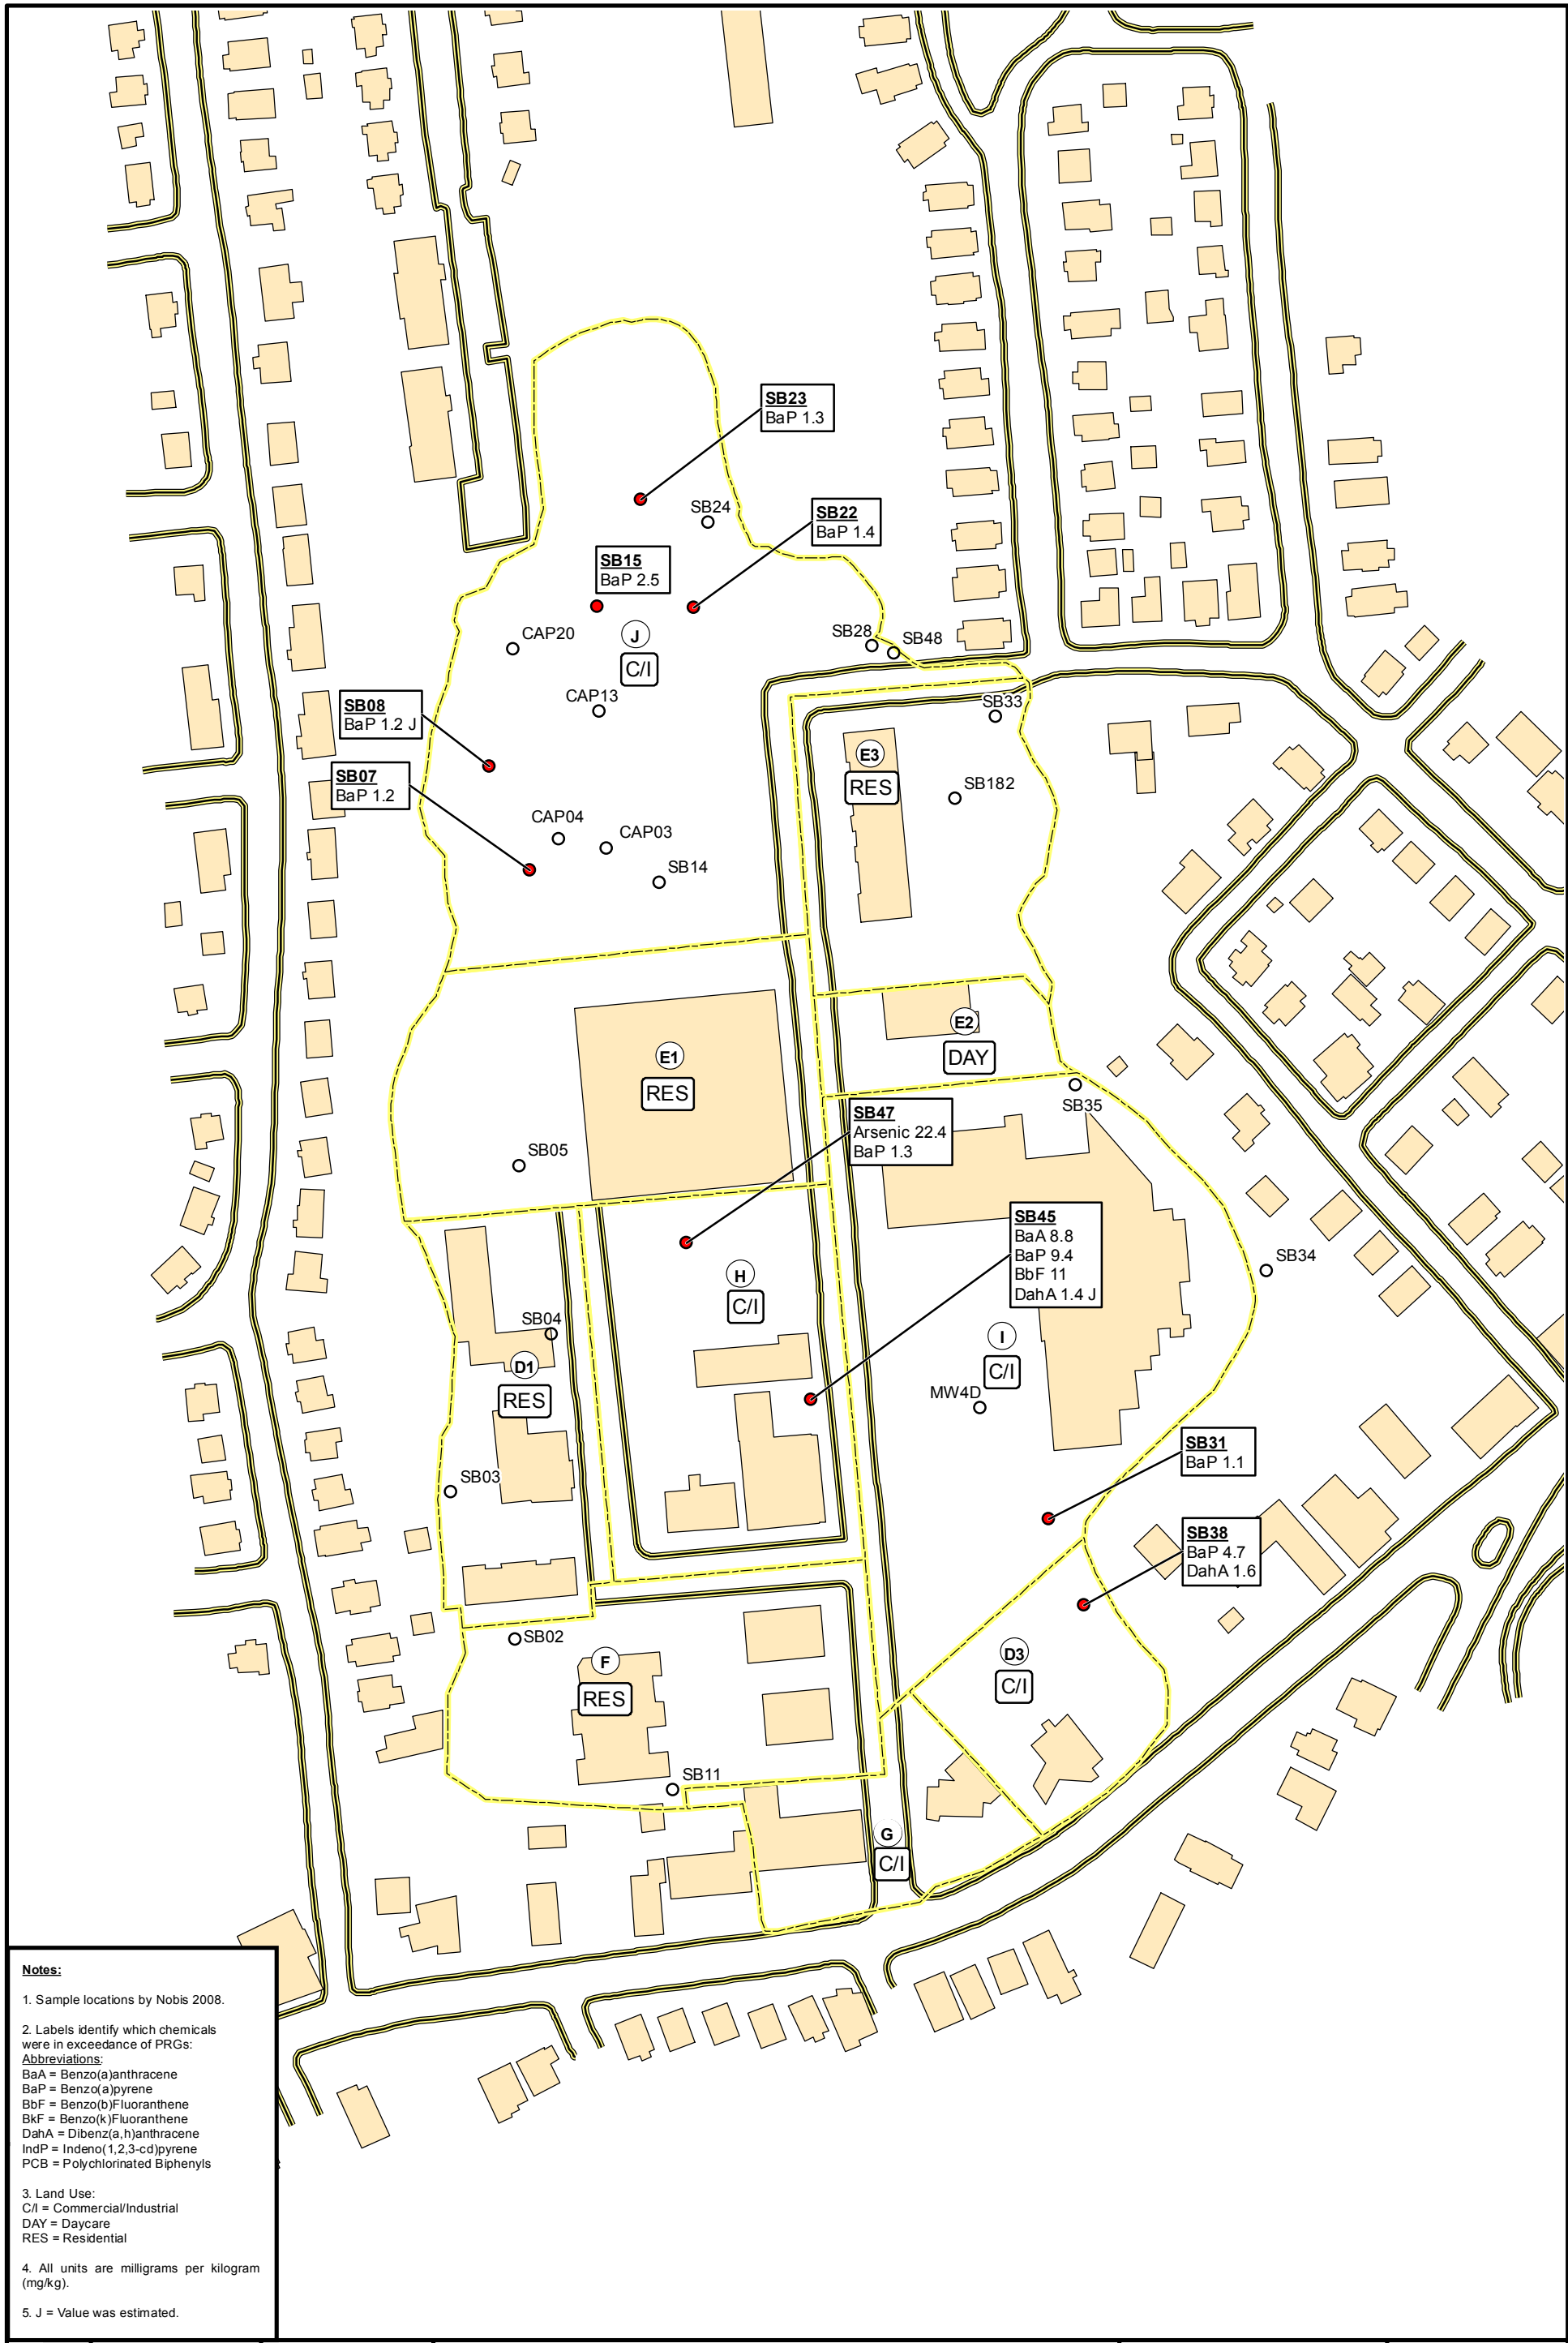 SB23
BaP 1.3
SB24
SB22
BaP 1.4
SB15
BaP 2.5
CAP20
J
C/I
SB28
SB48
CAP13
SB33
SB08
BaP 1.2 J
E3
RES
SB07
BaP 1.2
SB182
CAP04
CAP03
SB14
E2
DAY
E1
RES
SB35
SB47
Arsenic 22.4
BaP 1.3
SB05
SB45
BaA 8.8
BaP 9.4
BbF 11
DahA 1.4 J
SB34
H
C/I
SB04
D1
RES
I
C/I
MW4D
SB31
BaP 1.1
SB03
SB38
BaP 4.7
DahA 1.6
SB02
F
RES
D3
C/I
SB11
G
C/I
Notes:
1. Sample locations by Nobis 2008.
2. Labels identify which chemicals
were in exceedance of PRGs:
Abbreviations:
BaA = Benzo(a)anthracene
BaP = Benzo(a)pyrene
BbF = Benzo(b)Fluoranthene
BkF = Benzo(k)Fluoranthene
DahA = Dibenz(a,h)anthracene
IndP = Indeno(1,2,3-cd)pyrene
PCB = Polychlorinated Biphenyls
3. Land Use:
C/I = Commercial/Industrial
DAY = Daycare
RES = Residential
4. All units are milligrams per kilogram
(mg/kg).
5. J = Value was estimated.